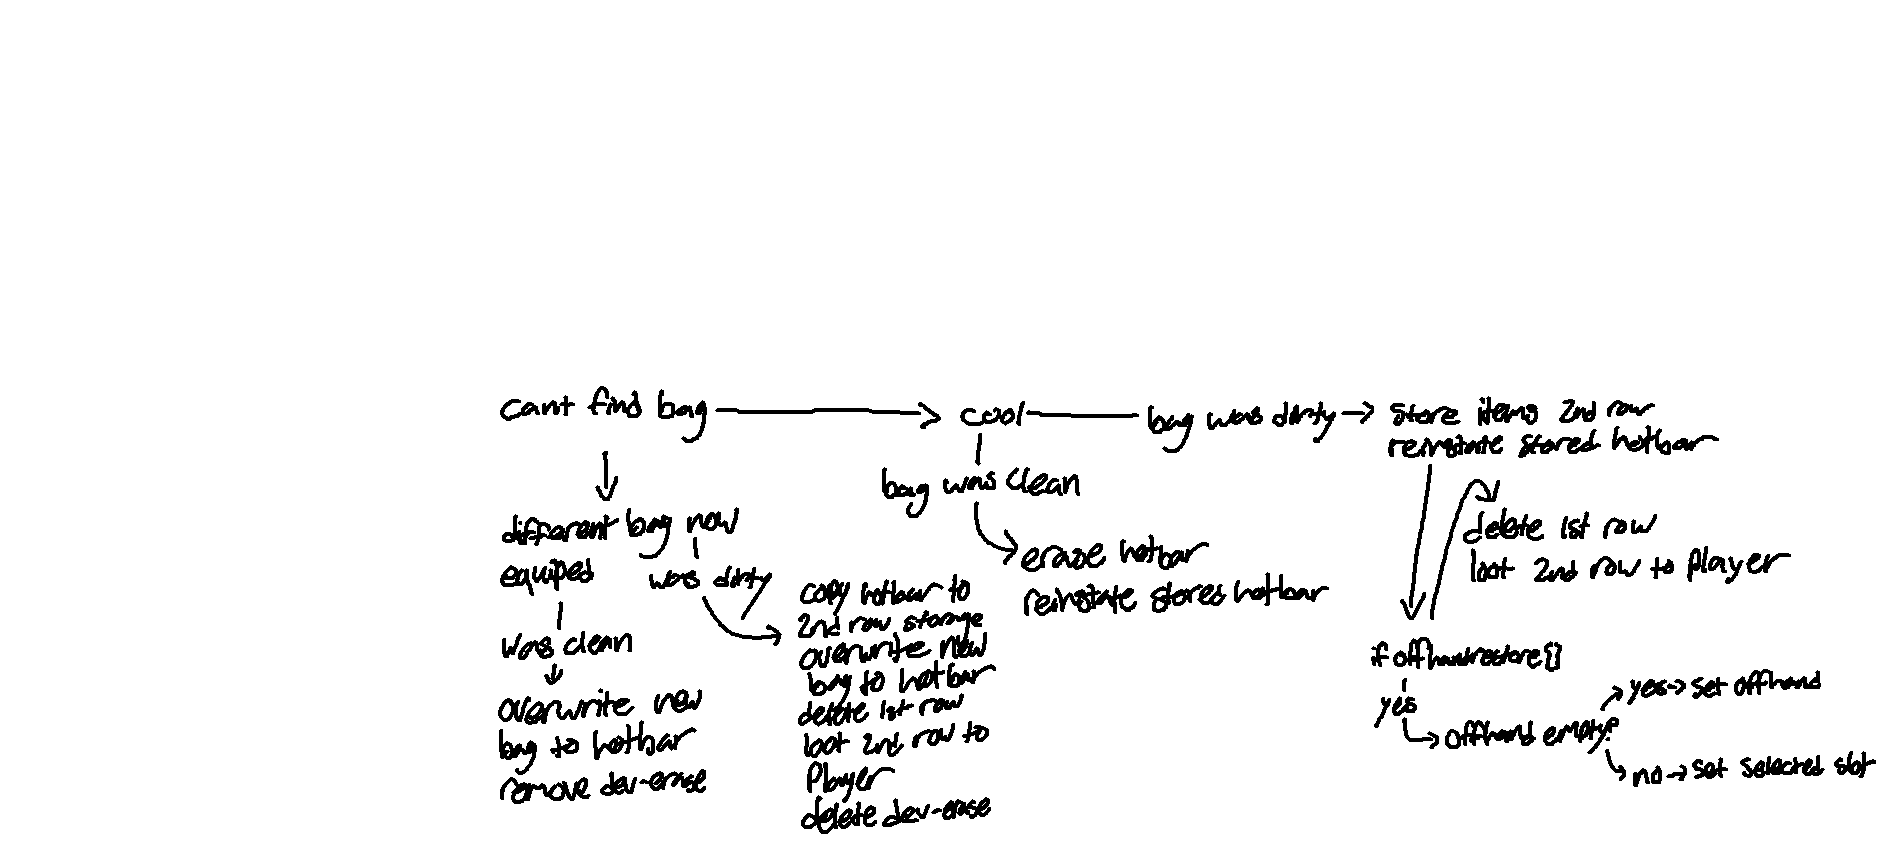 cant find bag
cool
bag was dirty
store items 2nd row
reinstate stored hotbar
bag was clean
different bag now
equiped
was dirty
was clean
overwrite new
bag to hotbar
remove dev-erase
copy hotbar to
2nd row storage
overwrite new
bag to hotbar
delete 1st row
loot 2nd row to
Player
delete dev-erase
erase hotbar
reinstate stored hotbar
delete 1st row
loot 2nd row to player
if offhandrestore{}
yes
offhand empty?
yes → set offhand
no → set selected slot